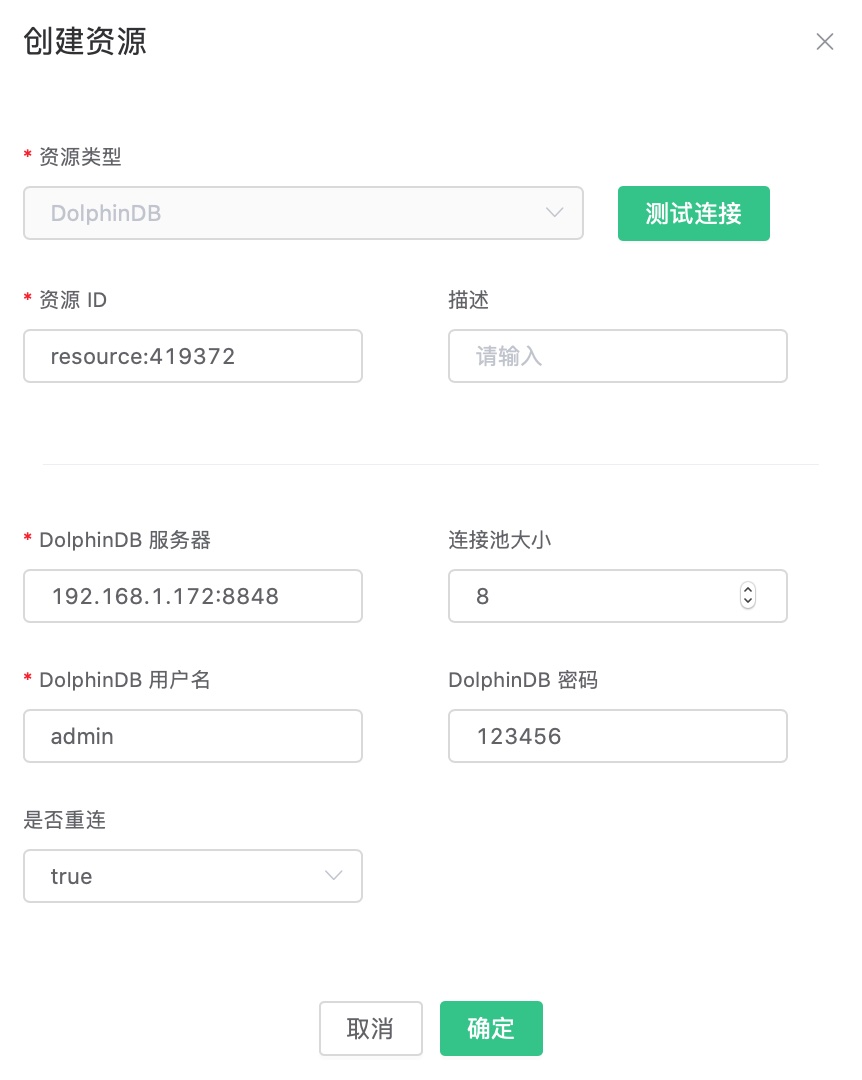 创建资源
* 资源类型
DolphinDB
测试连接
* 资源 ID
描述
resource:419372
请输入
* DolphinDB 服务器
连接池大小
192.168.1.172:8848
8
* DolphinDB 用户名
DolphinDB 密码
admin
123456
是否重连
true
取消
确定